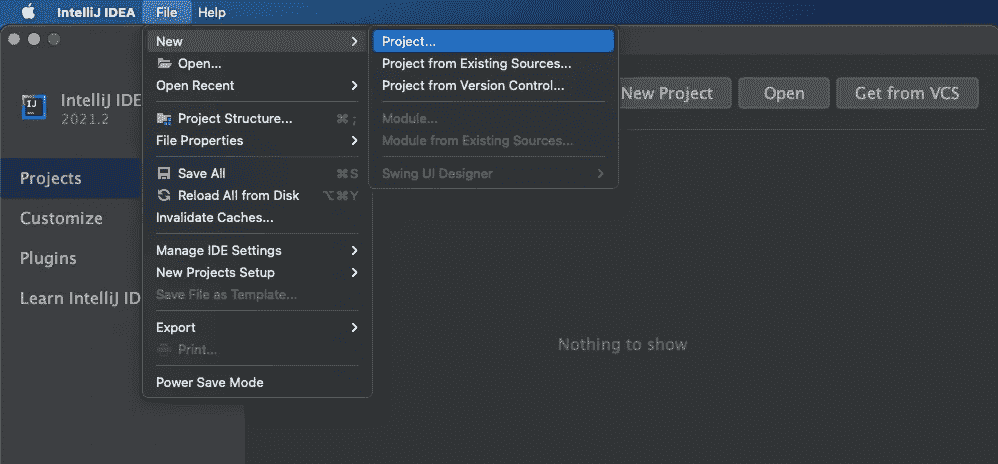 IntelliJ IDEA File Help
New
Open...
Open Recent
Project Structure... ⌘ ;
File Properties
Save All ⌘S
Reload All from Disk ⌥⌘Y
Invalidate Caches...
Manage IDE Settings
New Projects Setup
Save File as Template...
Export
Print...
Power Save Mode
Project...
Project from Existing Sources...
Project from Version Control...
Module...
Module from Existing Sources...
Swing UI Designer
IJ
IntelliJ IDE
2021.2
Projects
Customize
Plugins
Learn IntelliJ ID
New Project Open Get from VCS
Nothing to show